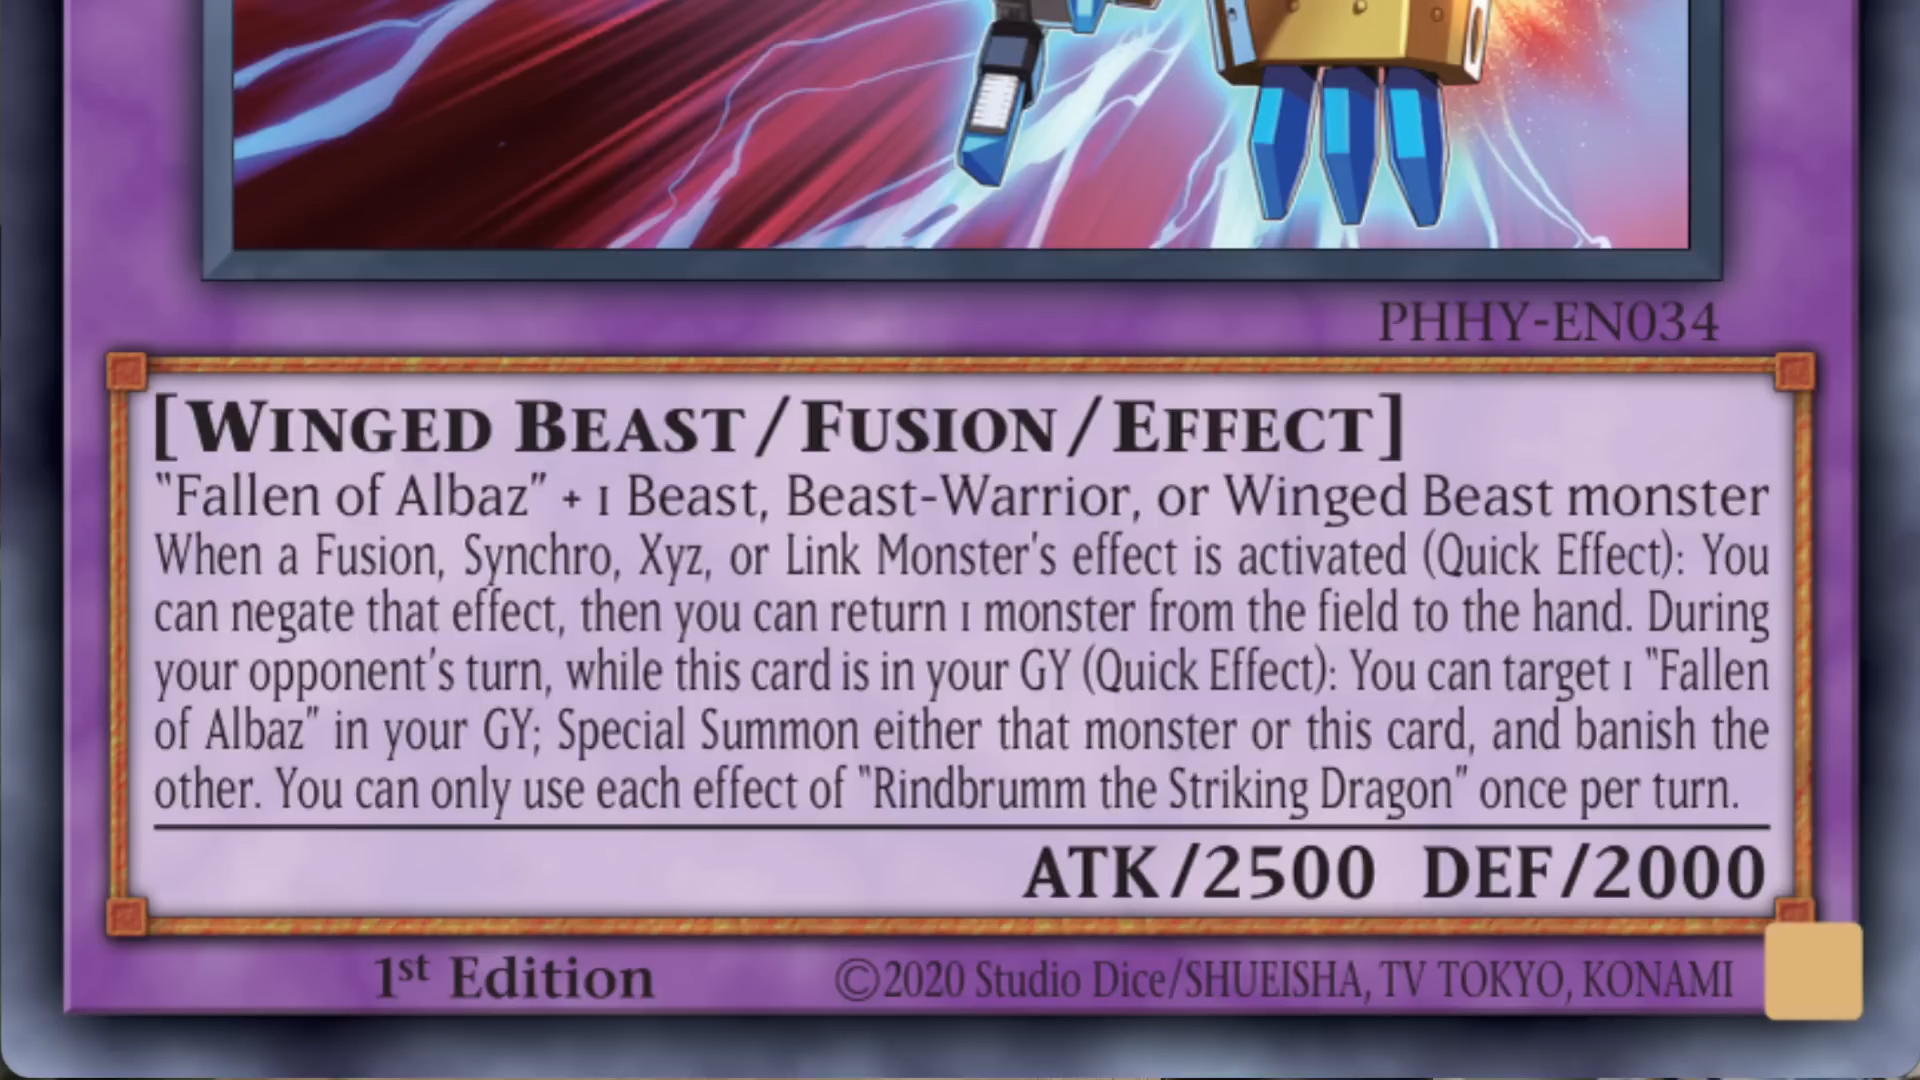 PHHY-EN034
[WINGED BEAST/FUSION/EFFECT]
"Fallen of Albaz" + 1 Beast, Beast-Warrior, or Winged Beast monster
When a Fusion, Synchro, Xyz, or Link Monster's effect is activated (Quick Effect): You
can negate that effect, then you can return 1 monster from the field to the hand. During
your opponent's turn, while this card is in your GY (Quick Effect): You can target 1 "Fallen
of Albaz" in your GY; Special Summon either that monster or this card, and banish the
other. You can only use each effect of "Rindbrumm the Striking Dragon" once per turn.
ATK/2500 DEF/2000
1st Edition ©2020 Studio Dice/SHUEISHA, TV TOKYO, KONAMI